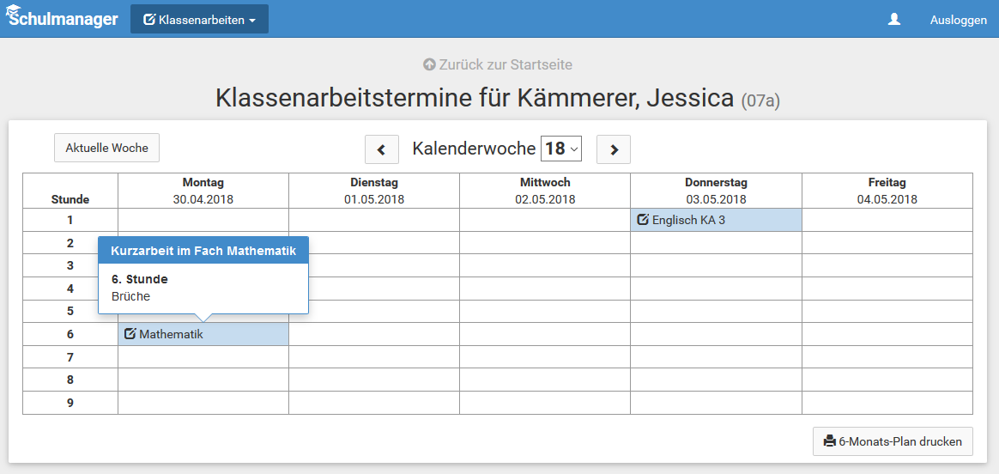 Schulmanager Klassenarbeiten Ausloggen
Zurück zur Startseite
Klassenarbeitstermine für Kämmerer, Jessica (07a)
Aktuelle Woche Kalenderwoche 18
Stunde Montag 30.04.2018 Dienstag 01.05.2018 Mittwoch 02.05.2018 Donnerstag 03.05.2018 Freitag 04.05.2018
1 Englisch KA 3
2
Kurzarbeit im Fach Mathematik
3
6. Stunde
4
Brüche
5
6 Mathematik
7
8
9
6-Monats-Plan drucken